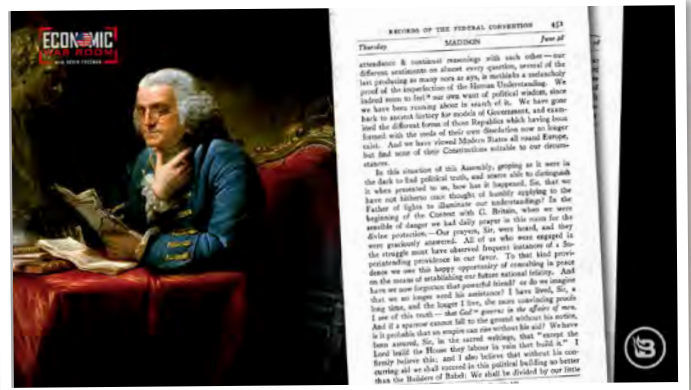 ECONOMIC
WAR ROOM
WITH KEVIN FREEMAN
RECORDS OF THE FEDERAL CONVENTION 451
Thursday MADISON June 28
attendance & continual reasonings with each other — our
different sentiments on almost every question, several of the
last producing as many noes as ays, is methinks a melancholy
proof of the imperfection of the Human Understanding. We
indeed seem to feel our own want of political wisdom, since
we have been running about in search of it. We have gone
back to ancient history for models of Government, and exam-
ined the different forms of those Republics which having been
formed with the seeds of their own dissolution now no longer
exist. And we have viewed Modern States all round Europe,
but find none of their Constitutions suitable to our circum-
stances.
In this situation of this Assembly, groping as it were in
the dark to find political truth, and scarce able to distinguish
it when presented to us, how has it happened, Sir, that we
have not hitherto once thought of humbly applying to the
Father of lights to illuminate our understandings? In the
beginning of the Contest with G. Britain, when we were
sensible of danger we had daily prayer in this room for the
divine protection. — Our prayers, Sir, were heard, and they
were graciously answered. All of us who were engaged in
the struggle must have observed frequent instances of a Su-
perintending providence in our favor. To that kind provi-
dence we owe this happy opportunity of consulting in peace
on the means of establishing our future national felicity. And
have we now forgotten that powerful friend? or do we imagine
that we no longer need his assistance? I have lived, Sir, a
long time, and the longer I live, the more convincing proofs
I see of this truth — that God governs in the affairs of men.
And if a sparrow cannot fall to the ground without his notice,
is it probable that an empire can rise without his aid? We have
been assured, Sir, in the sacred writings, that "except the
Lord build the House they labour in vain that build it." I
firmly believe this; and I also believe that without his con-
curring aid we shall succeed in this political building no better
than the Builders of Babel: We shall be divided by our little
B